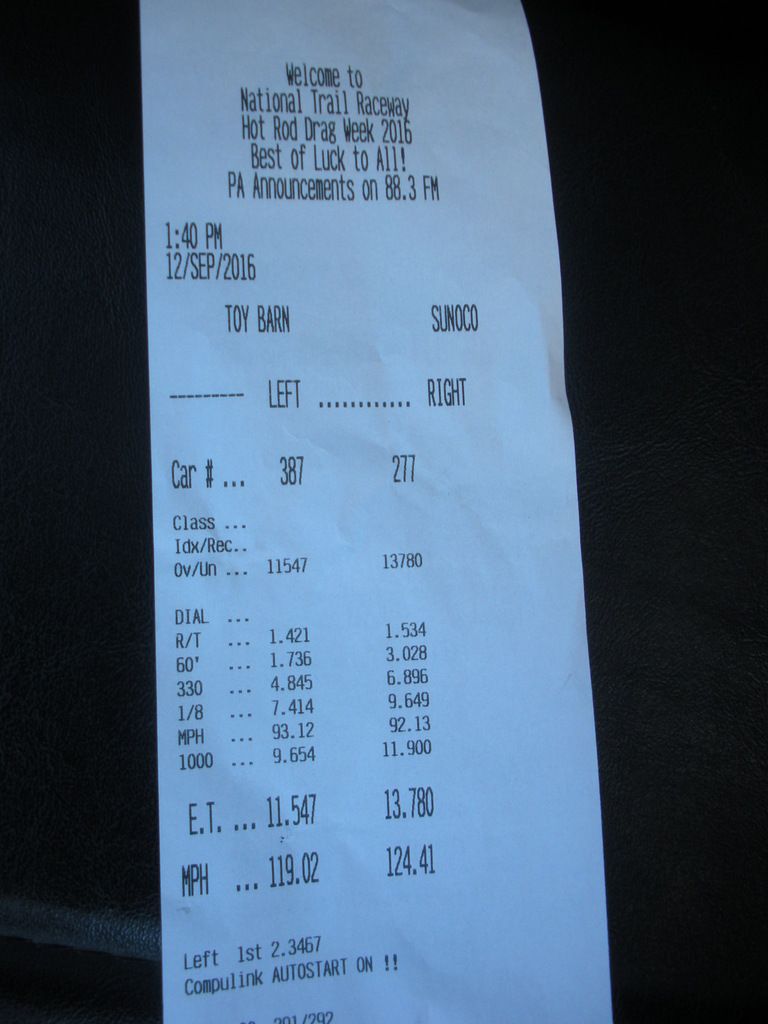 Welcome to
National Trail Raceway
Hot Rod Drag Week 2016
Best of Luck to All!
PA Announcements on 88.3 FM
1:40 PM
12/SEP/2016
TOY BARN SUNOCO
--------- LEFT ............ RIGHT
Car # ... 387 277
Class ...
Idx/Rec..
Ov/Un ... 11547 13780
DIAL ...
R/T ... 1.421 1.534
60' ... 1.736 3.028
330 ... 4.845 6.896
1/8 ... 7.414 9.649
MPH ... 93.12 92.13
1000 ... 9.654 11.900
E.T. ... 11.547 13.780
MPH ... 119.02 124.41
Left 1st 2.3467
Compulink AUTOSTART ON !!
291/292